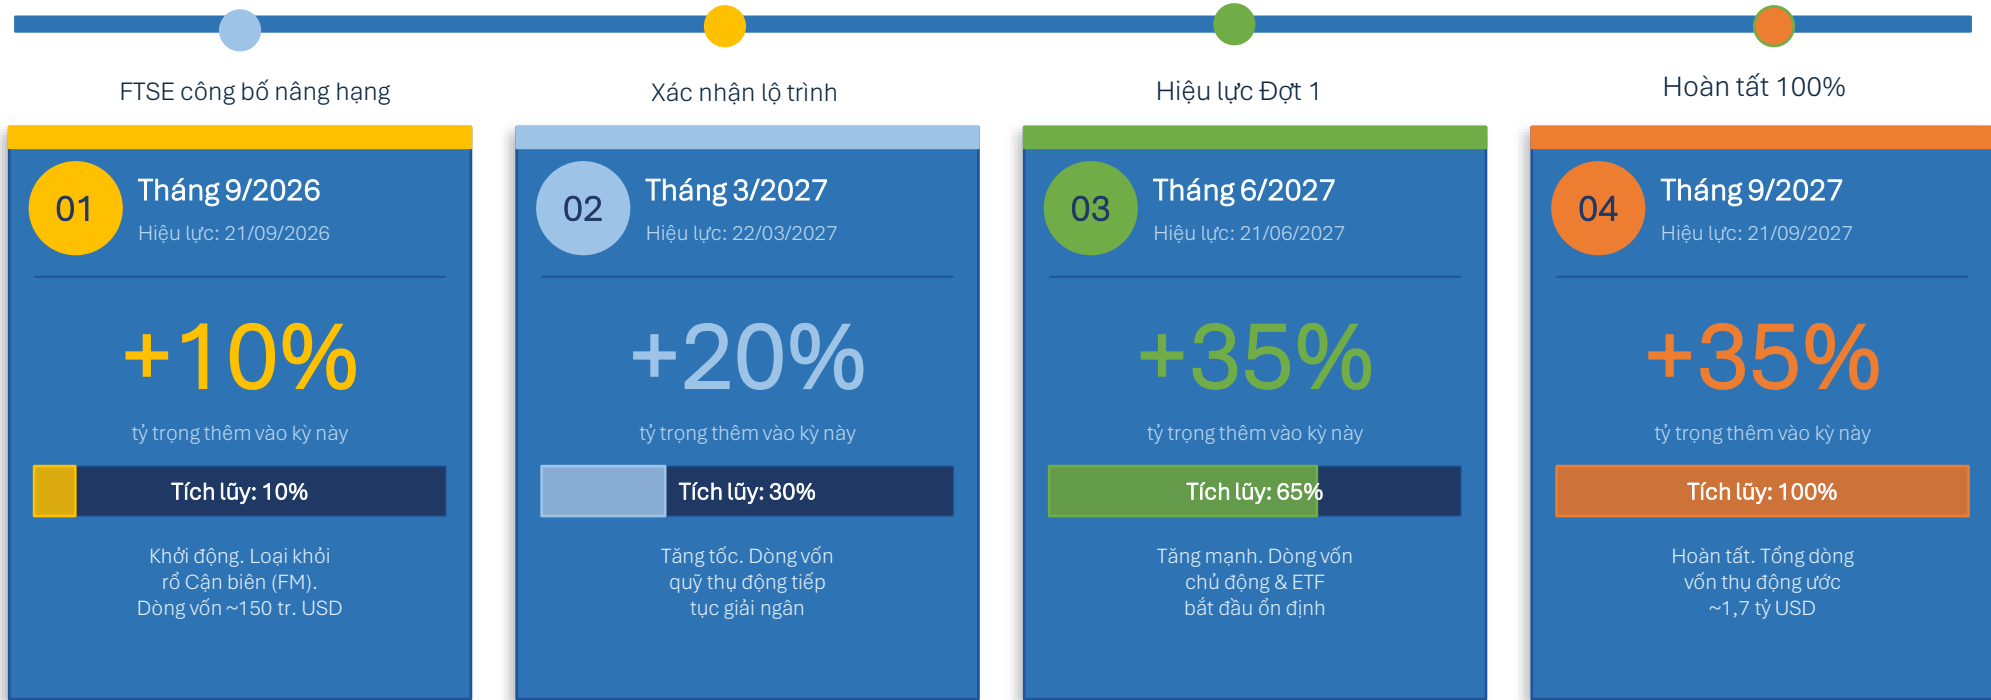 FTSE công bố nâng hạng
Xác nhận lộ trình
Hiệu lực Đợt 1
Hoàn tất 100%
01
Tháng 9/2026
Hiệu lực: 21/09/2026
+10%
tỷ trọng thêm vào kỳ này
Tích lũy: 10%
Khởi động. Loại khỏi
rổ Cận biên (FM).
Dòng vốn ~150 tr. USD
02
Tháng 3/2027
Hiệu lực: 22/03/2027
+20%
tỷ trọng thêm vào kỳ này
Tích lũy: 30%
Tăng tốc. Dòng vốn
quỹ thụ động tiếp
tục giải ngân
03
Tháng 6/2027
Hiệu lực: 21/06/2027
+35%
tỷ trọng thêm vào kỳ này
Tích lũy: 65%
Tăng mạnh. Dòng vốn
chủ động & ETF
bắt đầu ổn định
04
Tháng 9/2027
Hiệu lực: 21/09/2027
+35%
tỷ trọng thêm vào kỳ này
Tích lũy: 100%
Hoàn tất. Tổng dòng
vốn thụ động ước
~1,7 tỷ USD